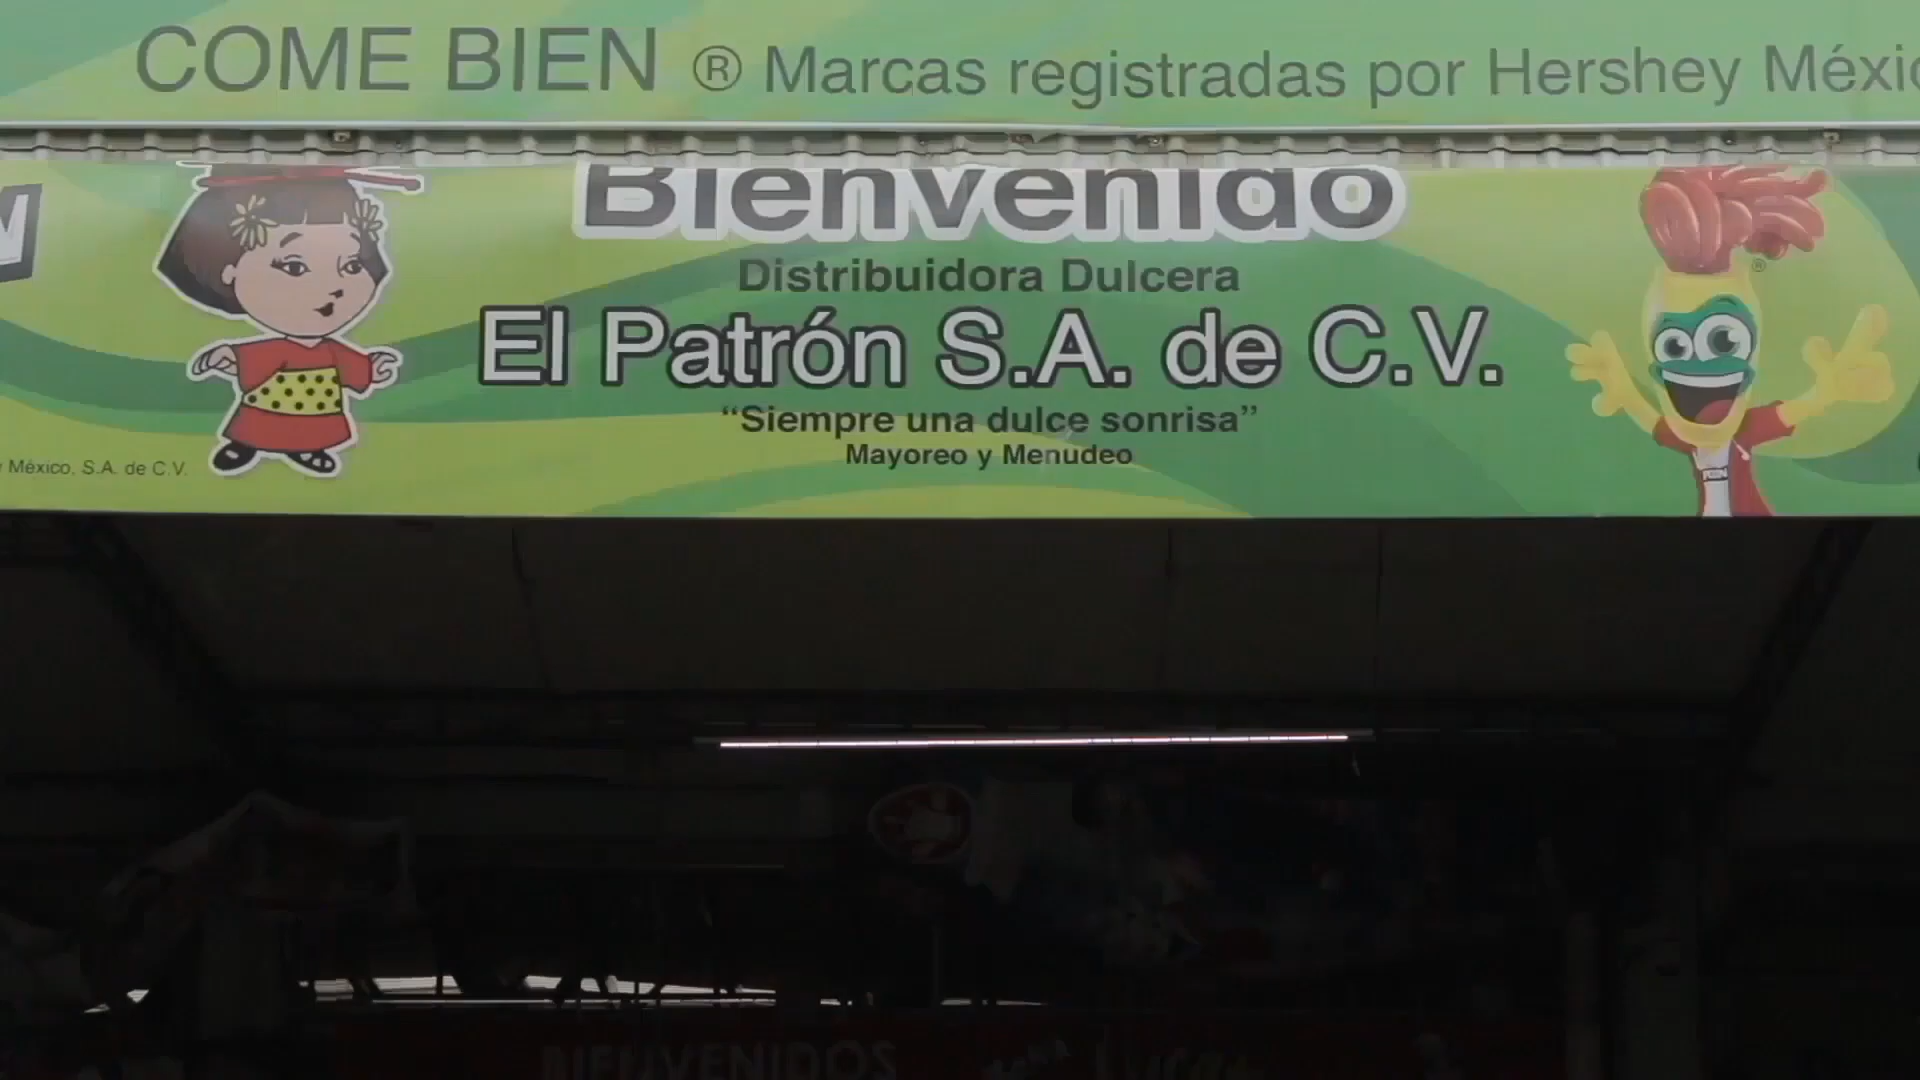 COME BIEN ® Marcas registradas por Hershey
Bienvenido
Distribuidora Dulcera
El Patrón S.A. de C.V.
“Siempre una dulce sonrisa”
Mayoreo y Menudeo
México, S.A. de C.V.
®
BIENVENIDOS